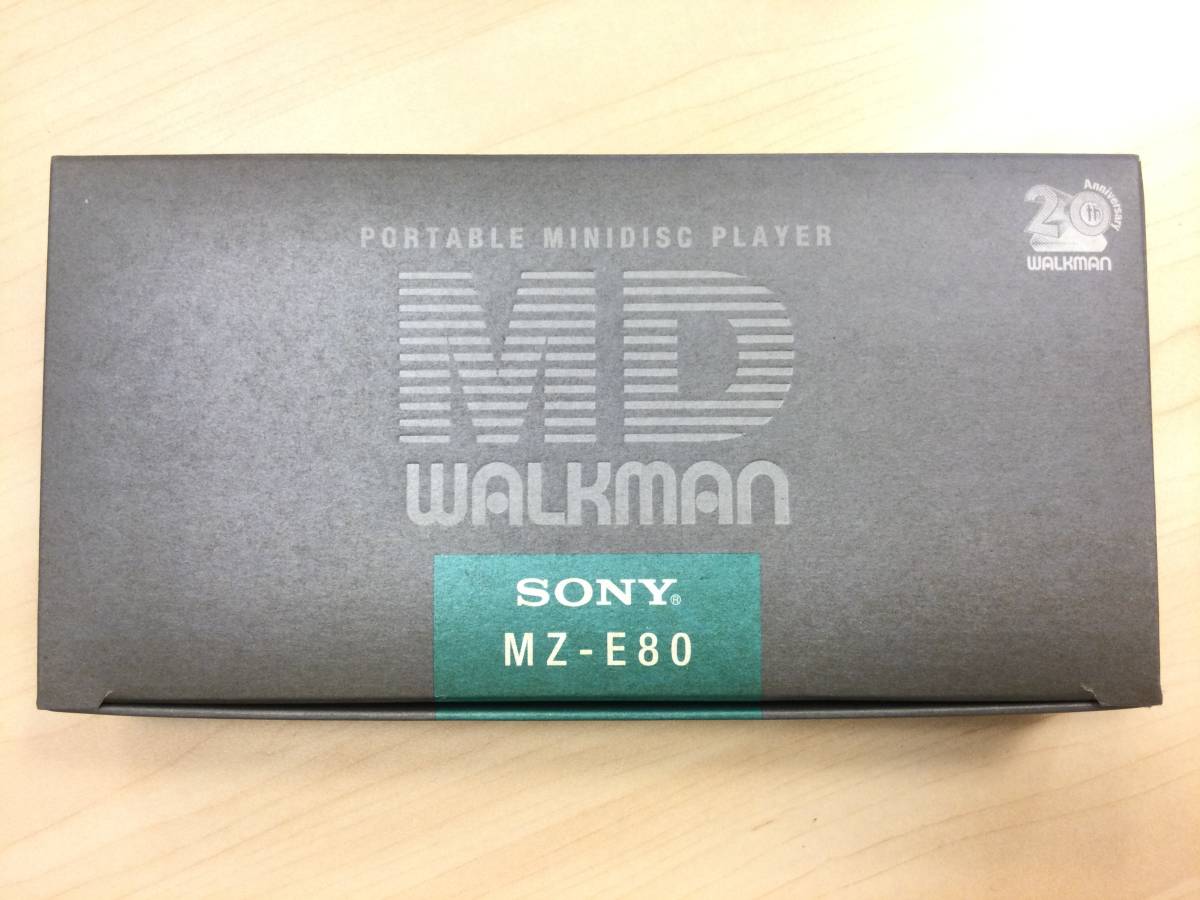 20th Anniversary
WALKMAN
PORTABLE MINIDISC PLAYER
MD
WALKMAN
SONY®
MZ-E80